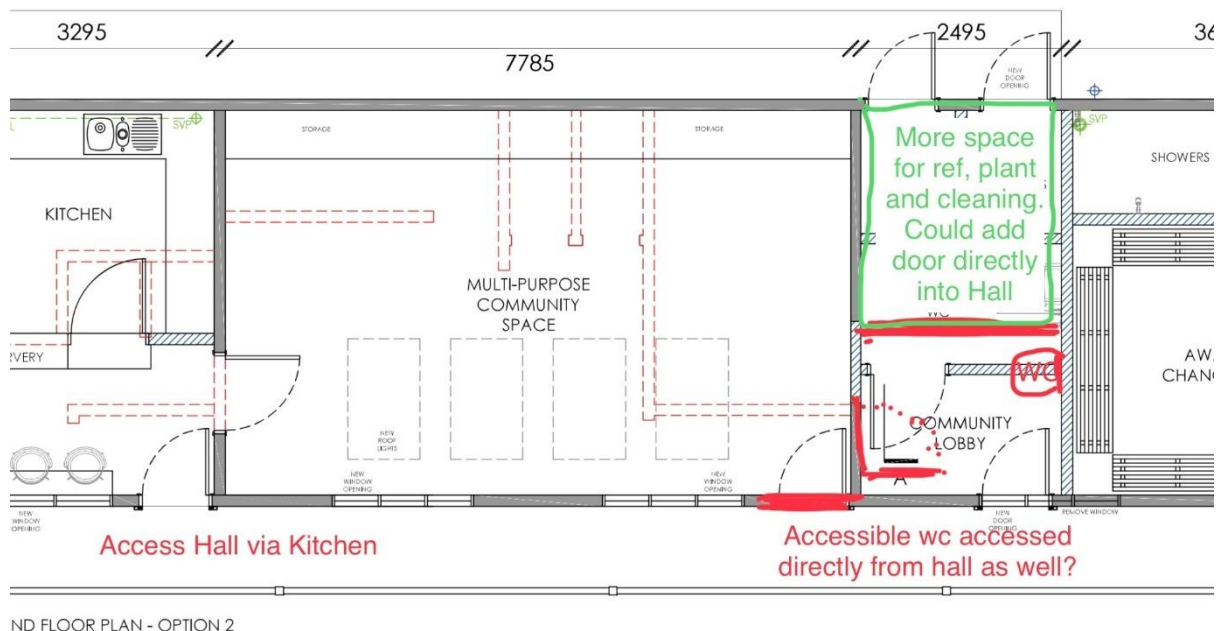 3295
7785
2495
NEW
DOOR
OPENING
SVP
STORAGE
STORAGE
SVP
More space
for ref, plant
and cleaning.
Could add
door directly
into Hall
SHOWERS
KITCHEN
MULTI-PURPOSE
COMMUNITY
SPACE
WC
WC
COMMUNITY
LOBBY
NEW
ROOF
LIGHTS
NEW
WINDOW
OPENING
NEW
WINDOW
OPENING
NEW
WINDOW
OPENING
NEW
DOOR
OPENING
REMOVE WINDOW
Access Hall via Kitchen
Accessible wc accessed
directly from hall as well?
ND FLOOR PLAN - OPTION 2